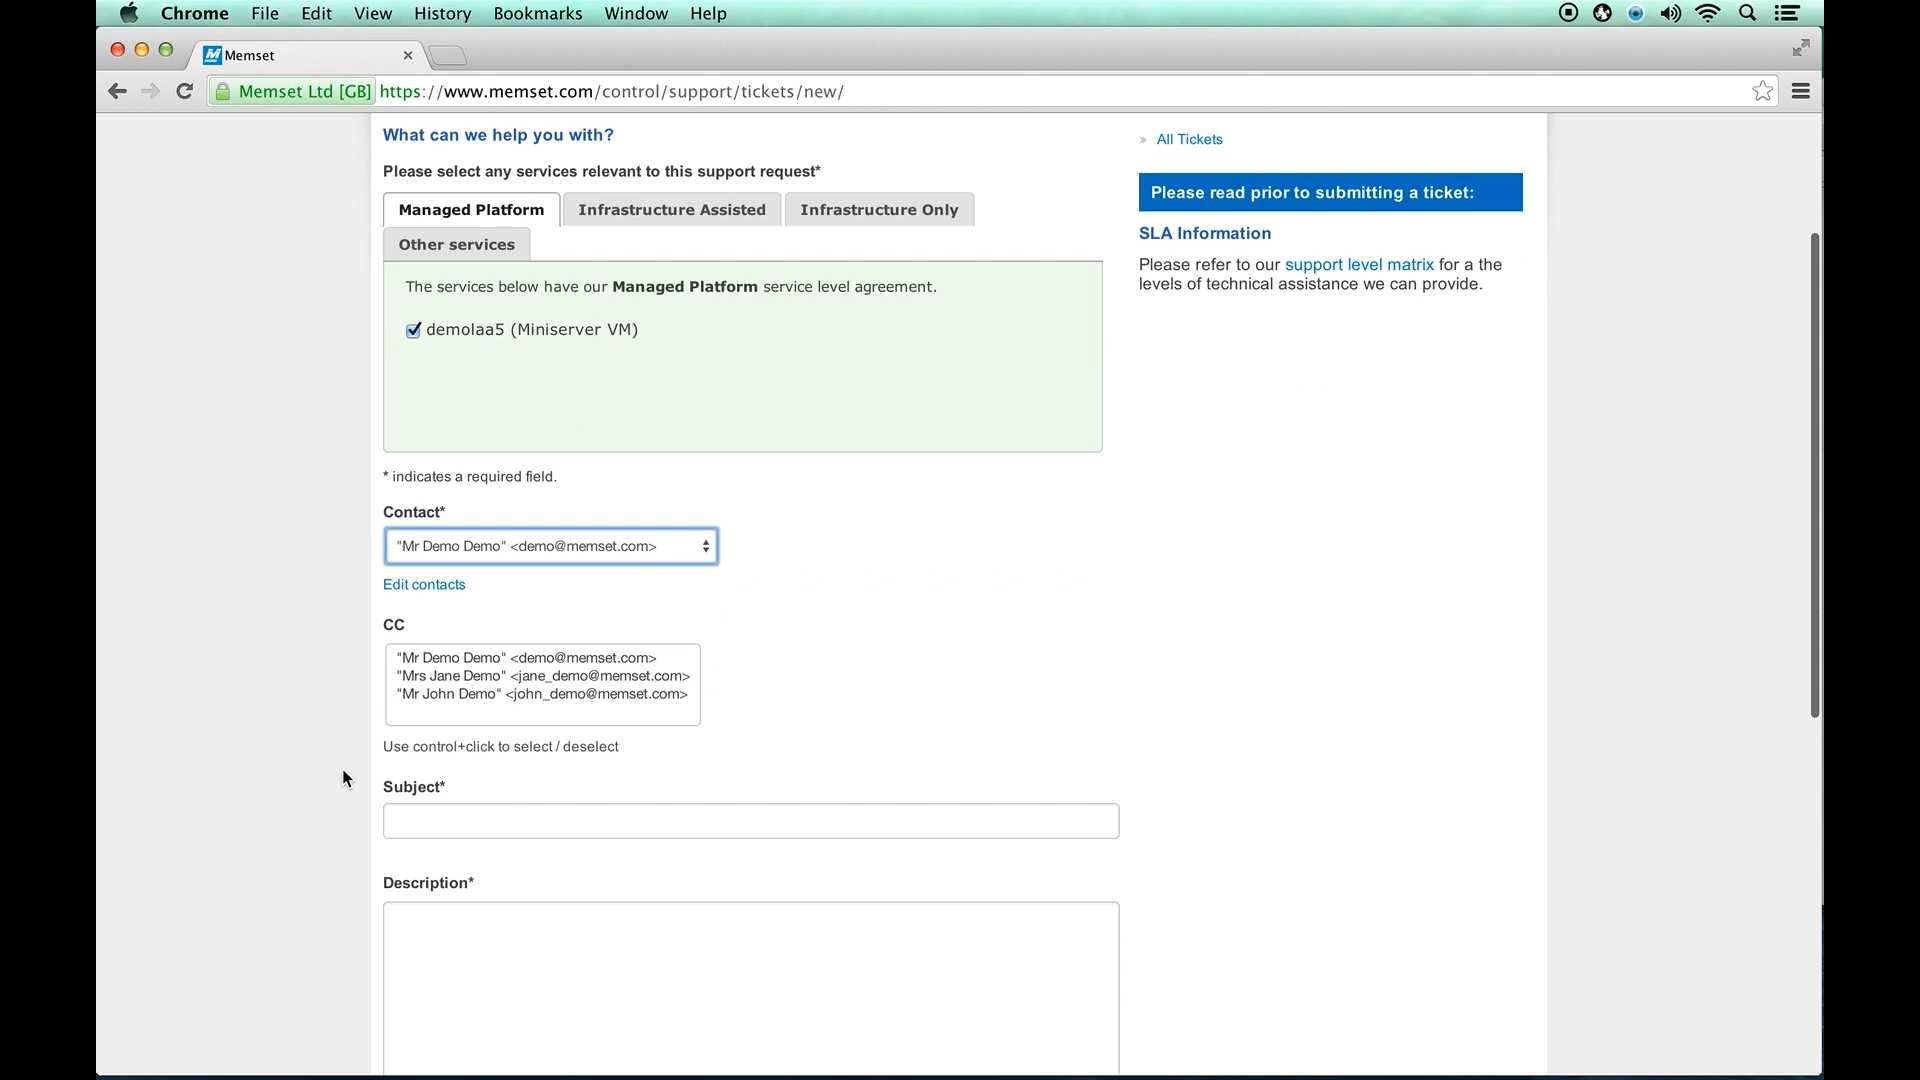 Chrome File Edit View History Bookmarks Window Help
Memset
Memset Ltd [GB] https://www.memset.com/control/support/tickets/new/
What can we help you with?
Please select any services relevant to this support request*
Managed Platform Infrastructure Assisted Infrastructure Only
Other services
The services below have our Managed Platform service level agreement.
demolaa5 (Miniserver VM)
* indicates a required field.
Contact*
"Mr Demo Demo" <demo@memset.com>
Edit contacts
CC
"Mr Demo Demo" <demo@memset.com>
"Mrs Jane Demo" <jane_demo@memset.com>
"Mr John Demo" <john_demo@memset.com>
Use control+click to select / deselect
Subject*
Description*
» All Tickets
Please read prior to submitting a ticket:
SLA Information
Please refer to our support level matrix for a the
levels of technical assistance we can provide.